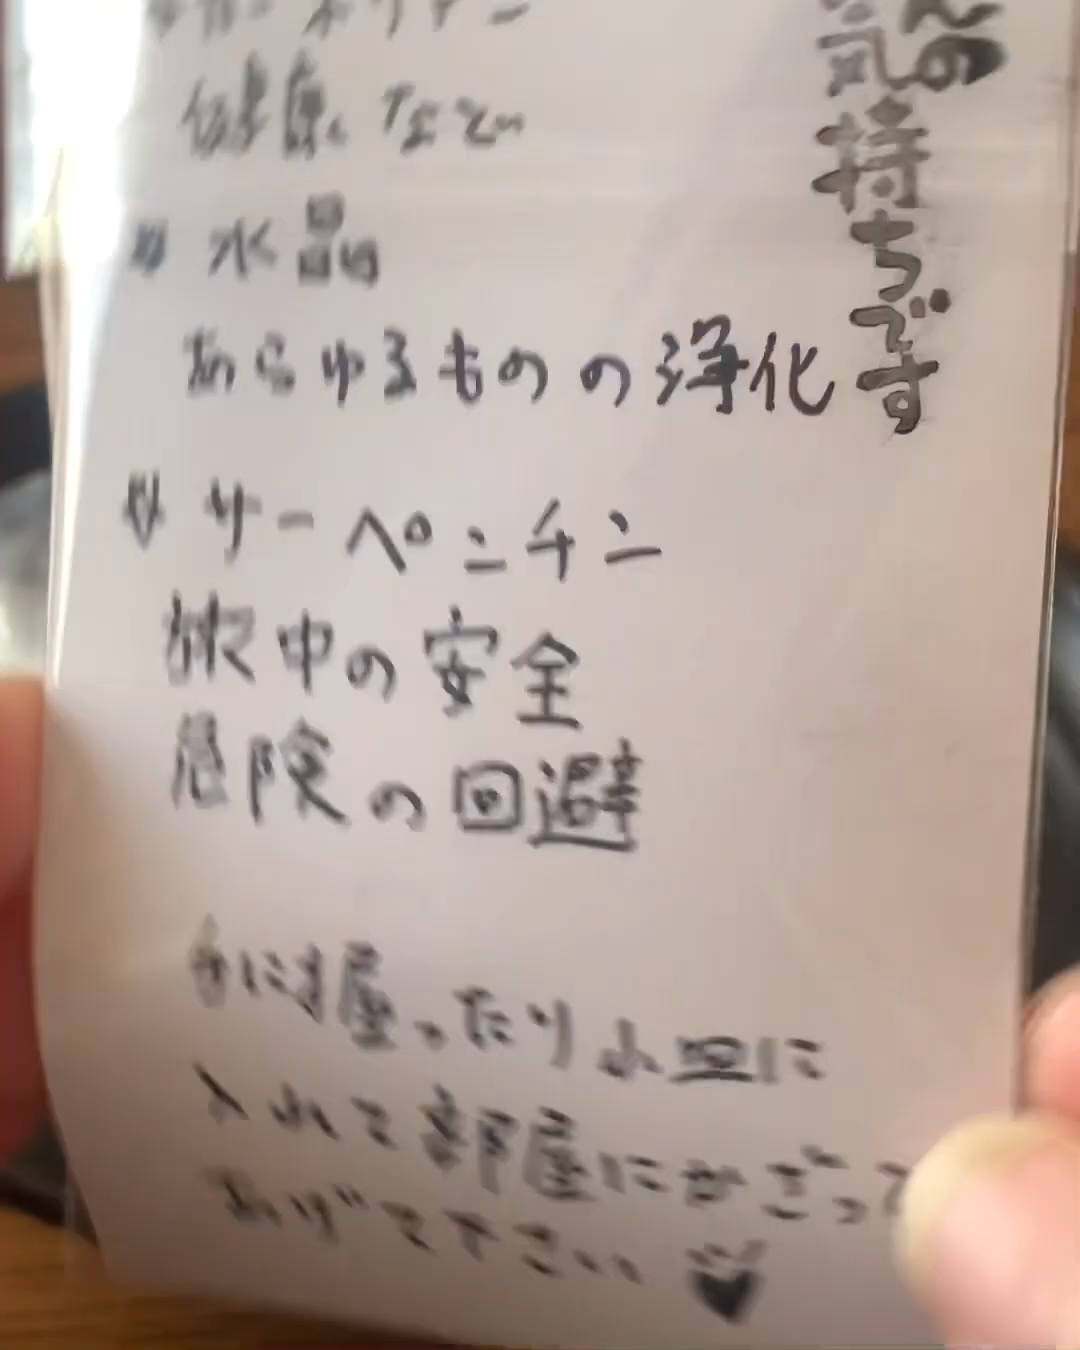 気持ちです
健康など
水晶
あらゆるものの浄化
サーペンチン
旅中の安全
危険の回避
手に握ったり小皿に
入れて部屋にかざって
あげて下さい